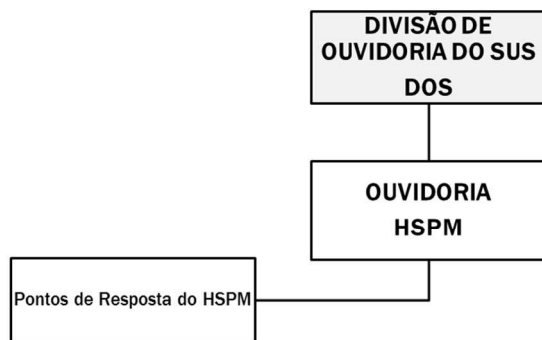 DIVISÃO DE
OUVIDORIA DO SUS
DOS
OUVIDORIA
HSPM
Pontos de Resposta do HSPM